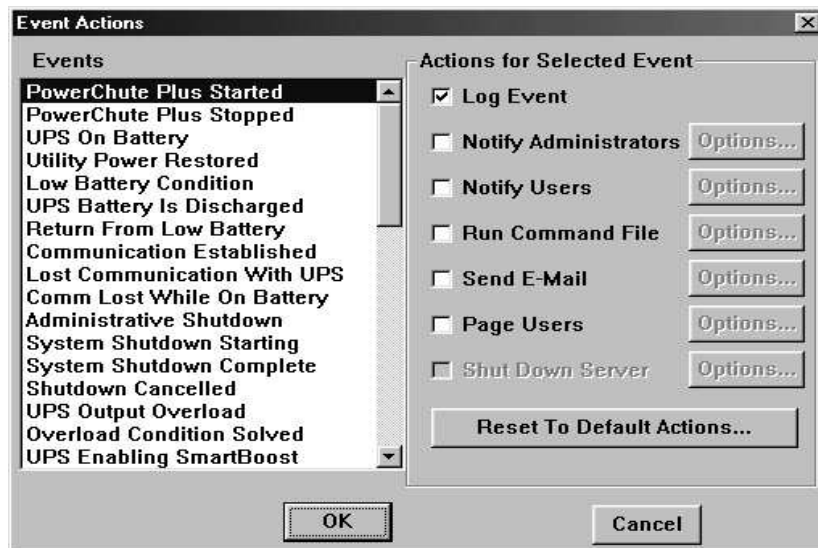 Event Actions
Events
PowerChute Plus Started
PowerChute Plus Stopped
UPS On Battery
Utility Power Restored
Low Battery Condition
UPS Battery Is Discharged
Return From Low Battery
Communication Established
Lost Communication With UPS
Comm Lost While On Battery
Administrative Shutdown
System Shutdown Starting
System Shutdown Complete
Shutdown Cancelled
UPS Output Overload
Overload Condition Solved
UPS Enabling SmartBoost
Actions for Selected Event
Log Event
Notify Administrators Options...
Notify Users Options...
Run Command File Options...
Send E-Mail Options...
Page Users Options...
Shut Down Server Options...
Reset To Default Actions...
OK Cancel